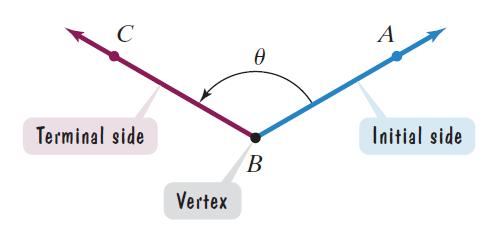 C
A
θ
Terminal side
Initial side
B
Vertex